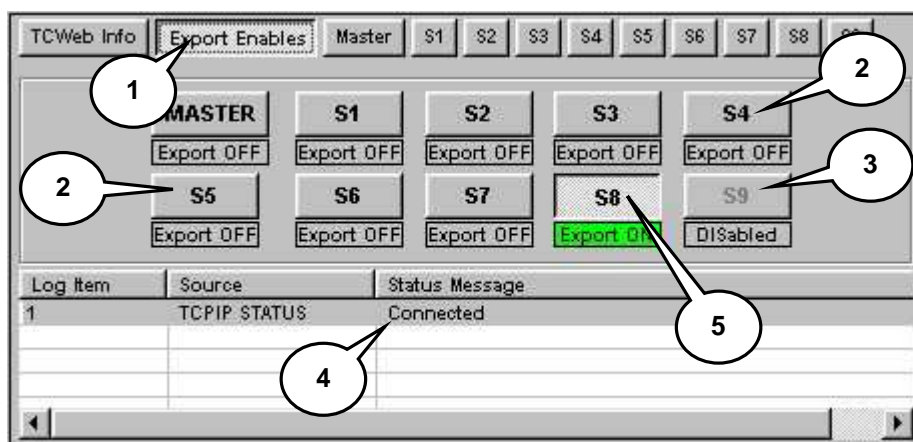 TCWeb Info Export Enables Master S1 S2 S3 S4 S5 S6 S7 S8
1
2
MASTER S1 S2 S3 S4
Export OFF Export OFF Export OFF Export OFF Export OFF
2
3
S5 S6 S7 S8 S9
Export OFF Export OFF Export OFF Export ON DISabled
Log Item Source Status Message
1 TCPIP STATUS Connected
5
4